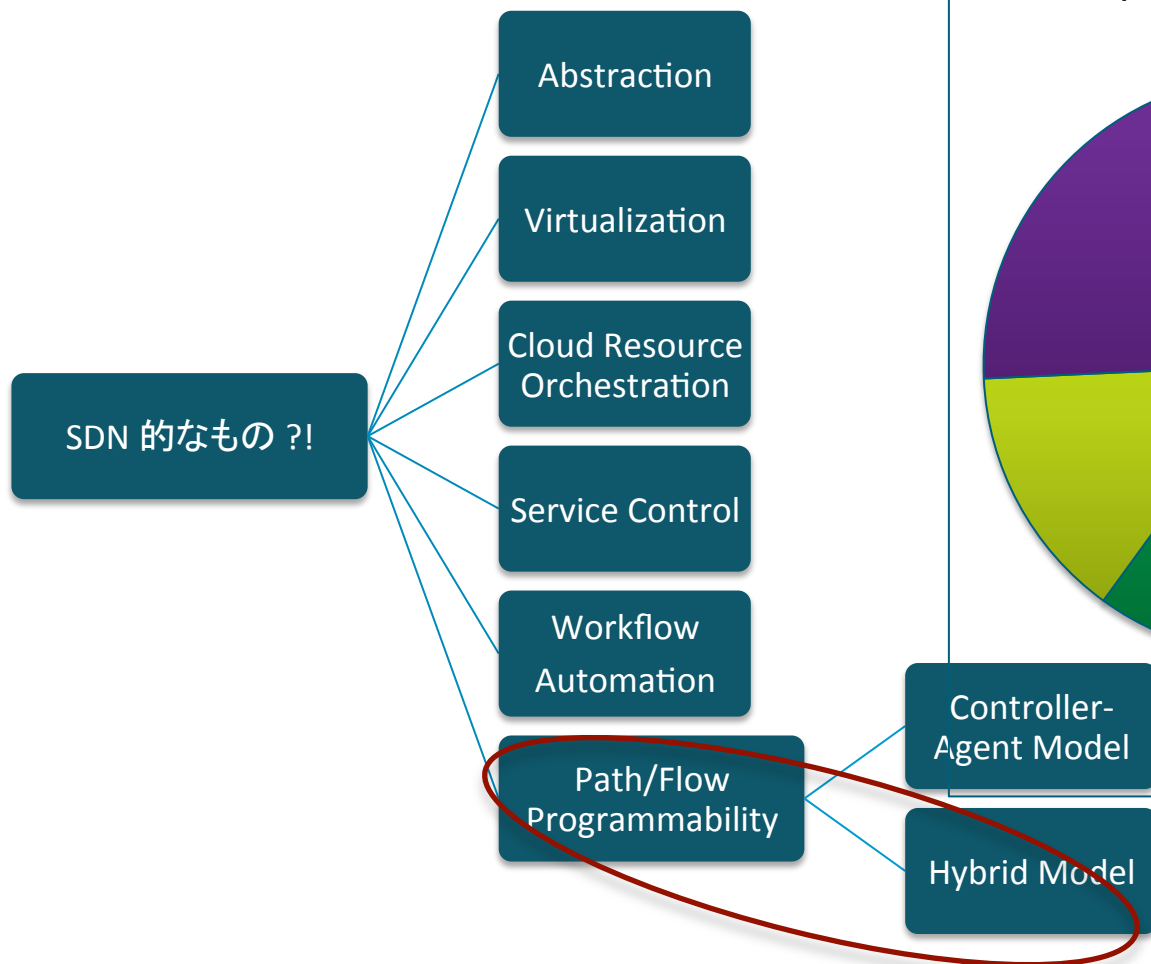 Abstraction
Virtualization
Cloud Resource
Orchestration
SDN 的なもの ?!
Service Control
Workflow
Automation
Path/Flow
Programmability
Controller-
Agent Model
Hybrid Model